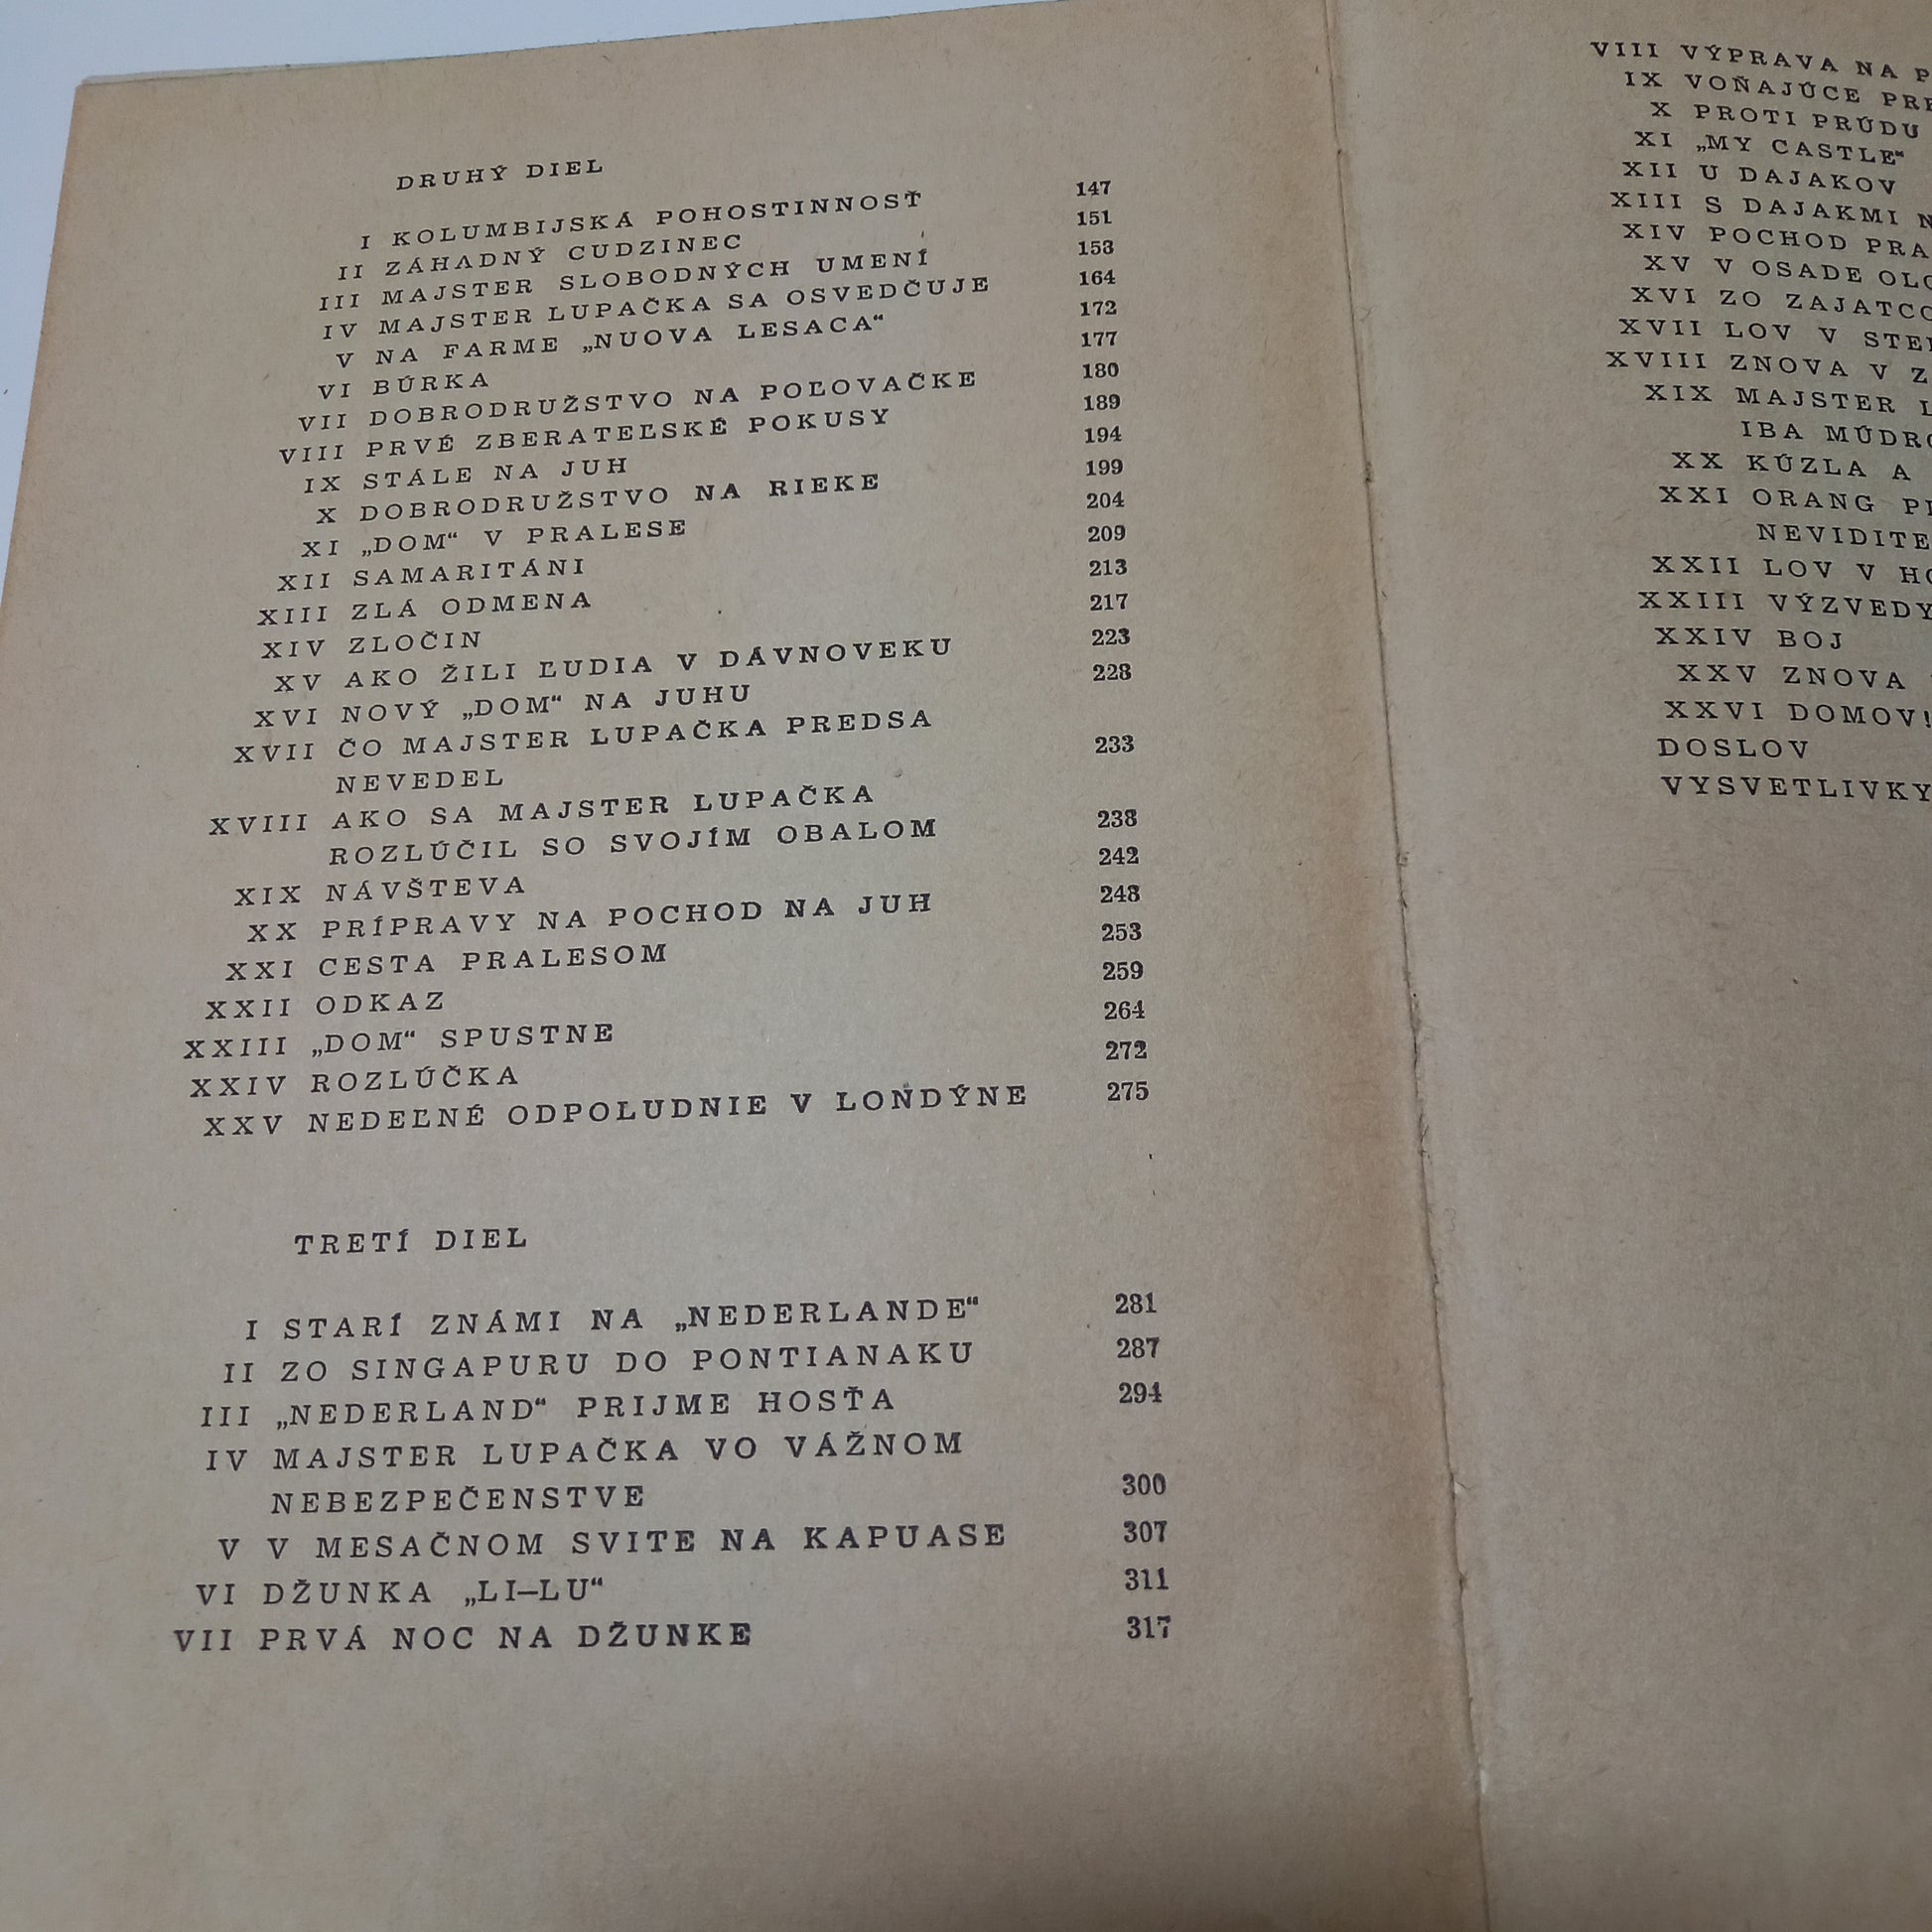 DRUHÝ DIEL
I KOLUMBIJSKÁ POHOSTINNOSŤ 147
II ZÁHADNÝ CUDZINEC 151
III MAJSTER SLOBODNÝCH UMENÍ 153
IV MAJSTER LUPAČKA SA OSVEDČUJE 164
V NA FARME „NUOVA LESACA“ 172
VI BÚRKA 177
VII DOBRODRUŽSTVO NA POĽOVAČKE 180
VIII PRVÉ ZBERATEĽSKÉ POKUSY 189
IX STÁLE NA JUH 194
X DOBRODRUŽSTVO NA RIEKE 199
XI „DOM“ V PRALESE 204
XII SAMARITÁNI 209
XIII ZLÁ ODMENA 213
XIV ZLOČIN 217
XV AKO ŽILI ĽUDIA V DÁVNOVEKU 223
XVI NOVÝ „DOM“ NA JUHU 228
XVII ČO MAJSTER LUPAČKA PREDSA
NEVEDEL 233
XVIII AKO SA MAJSTER LUPAČKA
ROZLÚČIL SO SVOJÍM OBALOM 238
XIX NÁVŠTEVA 242
XX PRÍPRAVY NA POCHOD NA JUH 248
XXI CESTA PRALESOM 253
XXII ODKAZ 259
XXIII „DOM“ SPUSTNE 264
XXIV ROZLÚČKA 272
XXV NEDEĽNÉ ODPOLUDNIE V LONDÝNE 275
TRETÍ DIEL
I STARÍ ZNÁMI NA „NEDERLANDE“ 281
II ZO SINGAPURU DO PONTIANAKU 287
III „NEDERLAND“ PRIJME HOSŤA 294
IV MAJSTER LUPAČKA VO VÁŽNOM
NEBEZPEČENSTVE 300
V V MESAČNOM SVITE NA KAPUASE 307
VI DŽUNKA „LI–LU“ 311
VII PRVÁ NOC NA DŽUNKE 317
VIII VÝPRAVA NA
IX VOŇAJÚCE
X PROTI PRÚDU
XI „MY CASTLE“
XII U DAJAKOV
XIII S DAJAKMI
XIV POCHOD
XV V OSADE
XVI ZO
XVII LOV V
XVIII ZNOVA V
XIX MAJSTER
IBA
XX KÚZLA A
XXI ORANG
XXII LOV V
XXIII
XXIV BOJ
XXV ZNOVA
XXVI DOMOV!
DOSLOV
VYSVETLIVKY